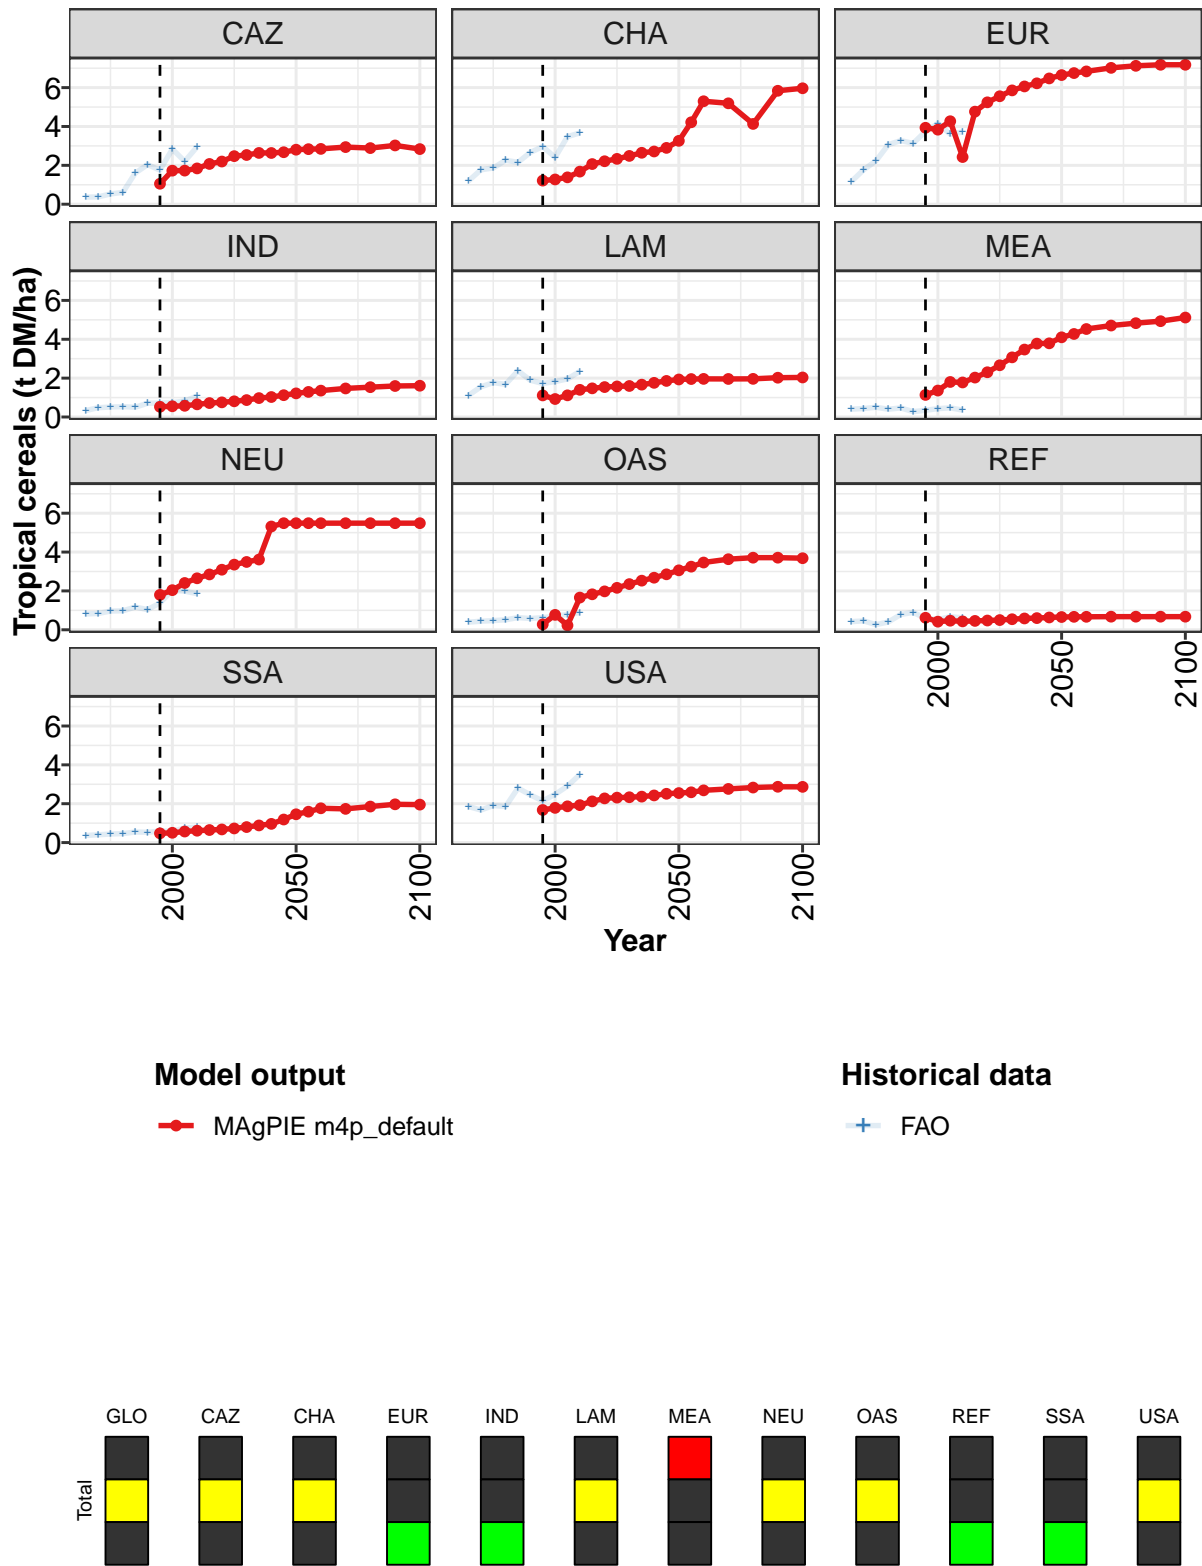 CAZ CHA EUR
6
4
2
0
IND LAM MEA
6
4
2
0
NEU OAS REF
6
4
2
0
2000 2050 2100
SSA USA
6
4
2
0
2000 2050 2100 2000 2050 2100
Tropical cereals (t DM/ha)
Year
Model output Historical data
MAgPIE m4p_default FAO
GLO CAZ CHA EUR IND LAM MEA NEU OAS REF SSA USA
Total